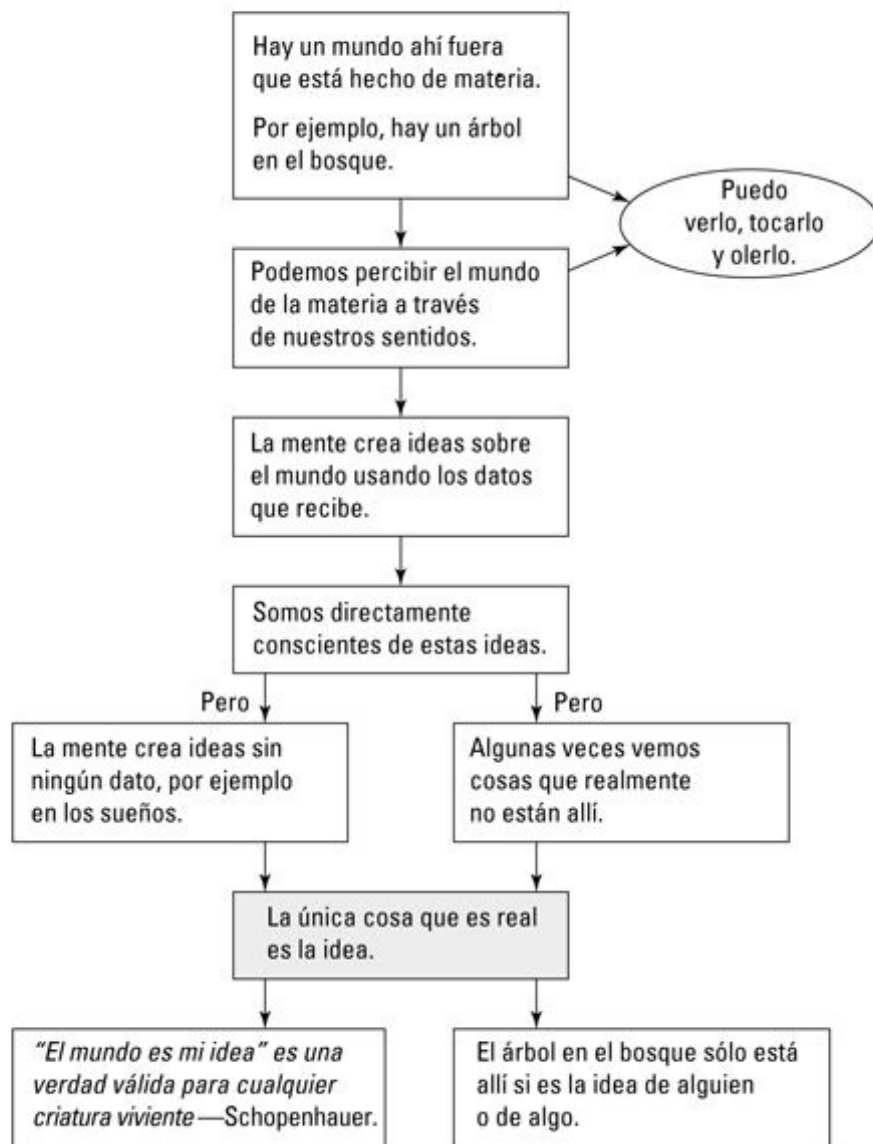 Hay un mundo ahí fuera
que está hecho de materia.
Por ejemplo, hay un árbol
en el bosque.
Puedo
verlo, tocarlo
y olerlo.
Podemos percibir el mundo
de la materia a través
de nuestros sentidos.
La mente crea ideas sobre
el mundo usando los datos
que recibe.
Somos directamente
conscientes de estas ideas.
Pero
Pero
La mente crea ideas sin
ningún dato, por ejemplo
en los sueños.
Algunas veces vemos
cosas que realmente
no están allí.
La única cosa que es real
es la idea.
“El mundo es mi idea” es una
verdad válida para cualquier
criatura viviente —Schopenhauer.
El árbol en el bosque sólo está
allí si es la idea de alguien
o de algo.